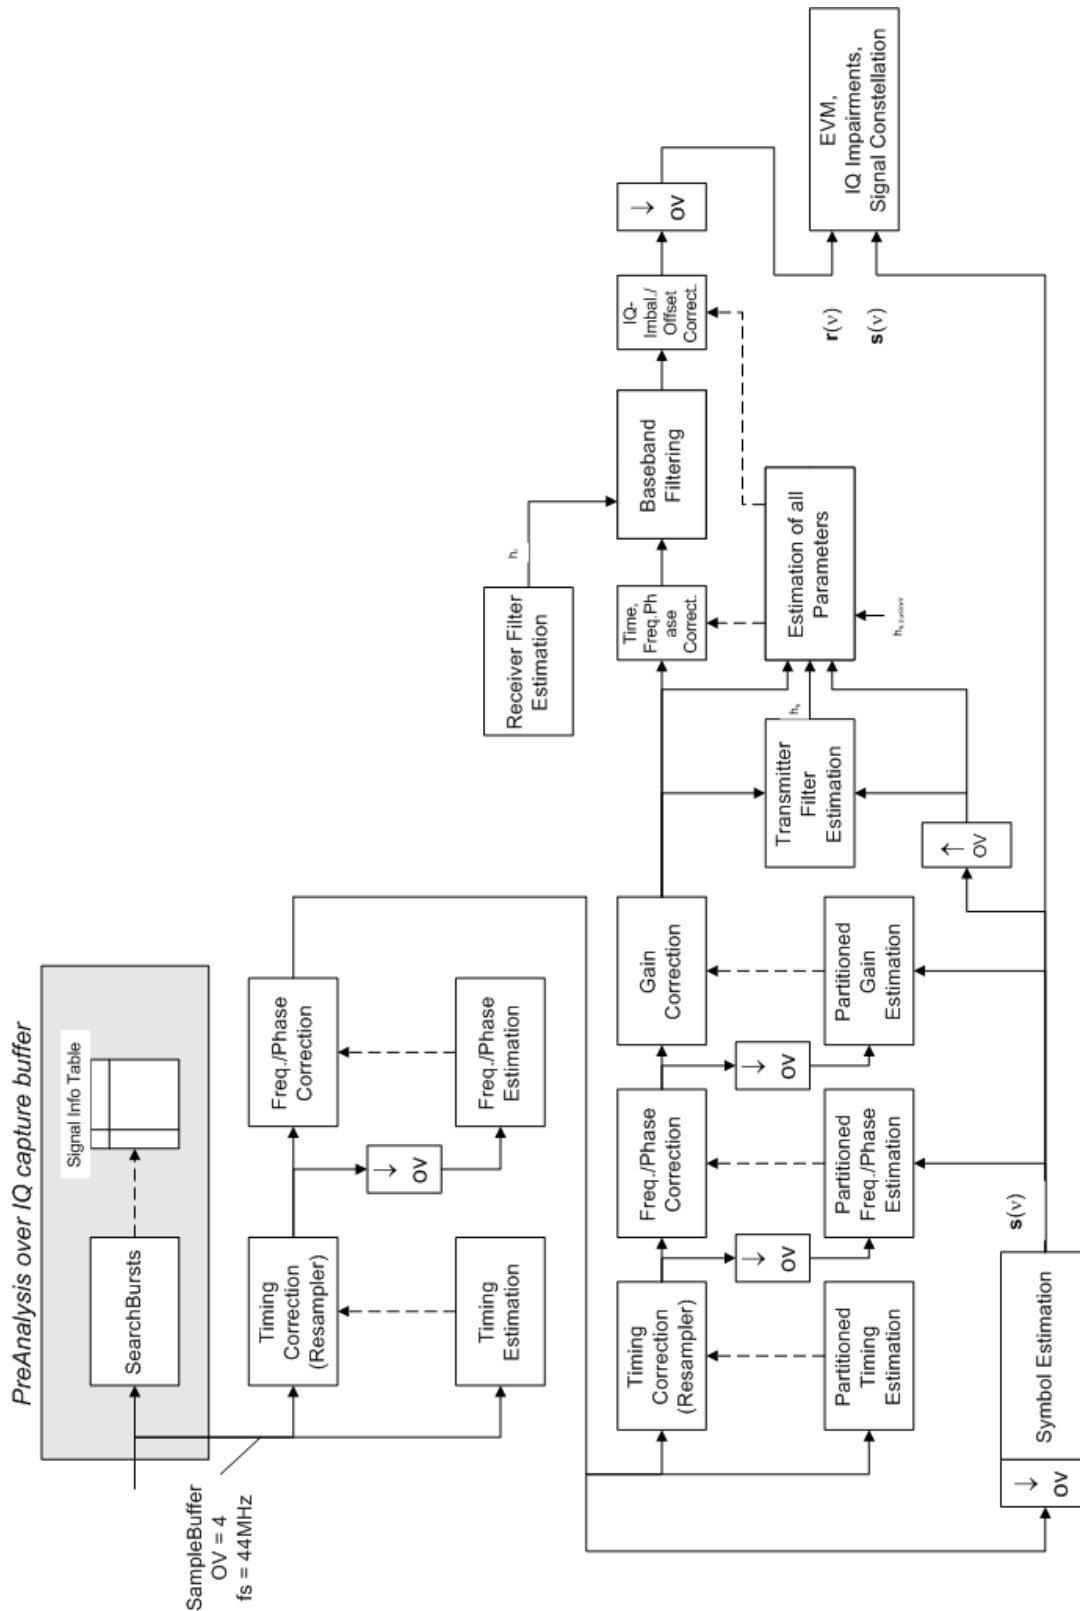 PreAnalysis over IQ capture buffer
SearchBursts
Signal Info Table
SampleBuffer
OV = 4
fs = 44MHz
Timing
Correction
(Resampler)
Freq./Phase
Correction
↓
OV
Timing
Estimation
Freq./Phase
Estimation
Receiver Filter
Estimation
h
Timing
Correction
(Resampler)
Freq./Phase
Correction
Gain
Correction
Time,
Freq.Ph
ase
Correct.
Baseband
Filtering
IQ-
Imbal./
Offset
Correct.
↓
OV
↓
OV
↓
OV
Partitioned
Timing
Estimation
Partitioned
Freq./Phase
Estimation
Partitioned
Gain
Estimation
Transmitter
Filter
Estimation
hs
Estimation of all
Parameters
↑
OV
r(ν)
s(ν)
EVM,
IQ Impairments,
Signal Constellation
↓
OV
Symbol Estimation
s(ν)